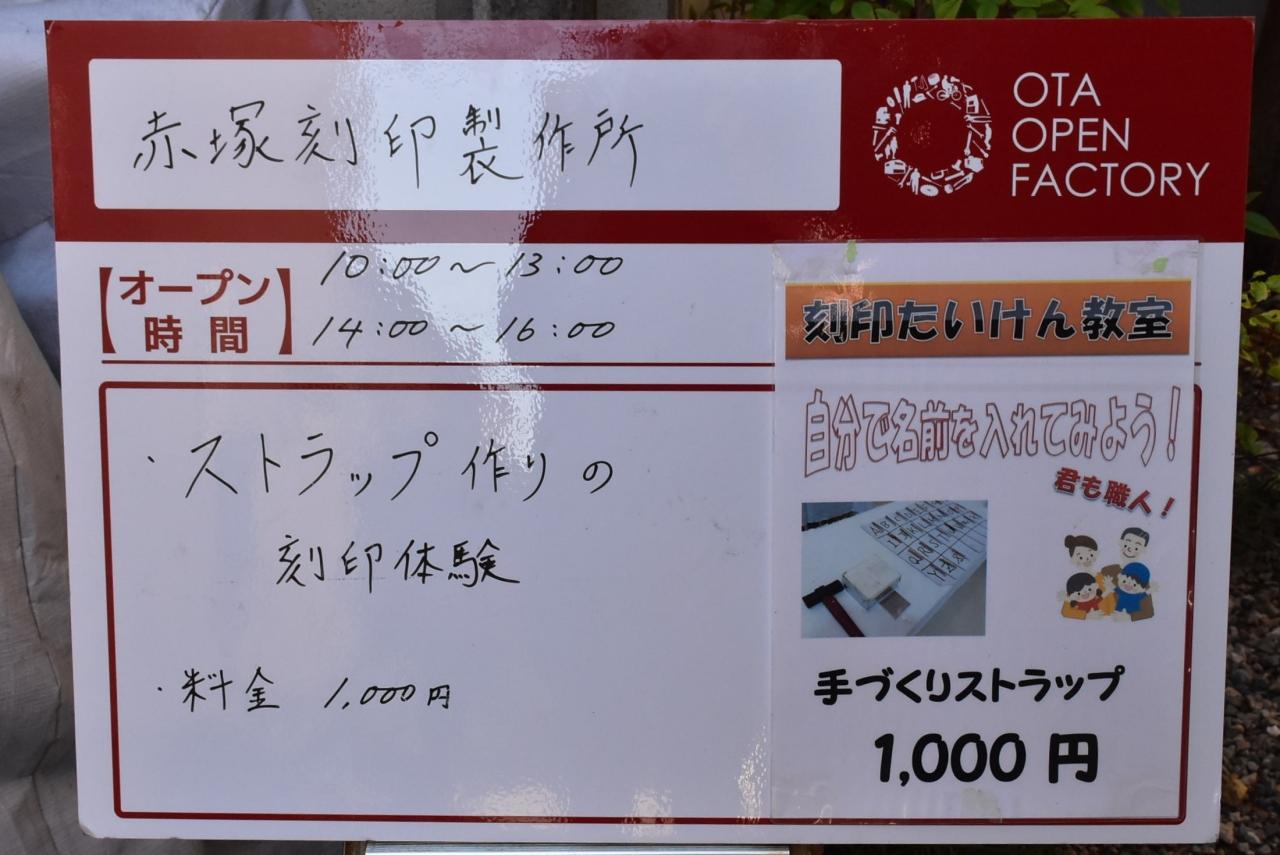 赤塚刻印製作所
OTA
OPEN
FACTORY
【オープン時間】
10:00～13:00
14:00～16:00
・ストラップ作りの
刻印体験
・料金 1,000円
刻印たいけん教室
自分で名前を入れてみよう！
君も職人！
手づくりストラップ
1,000 円